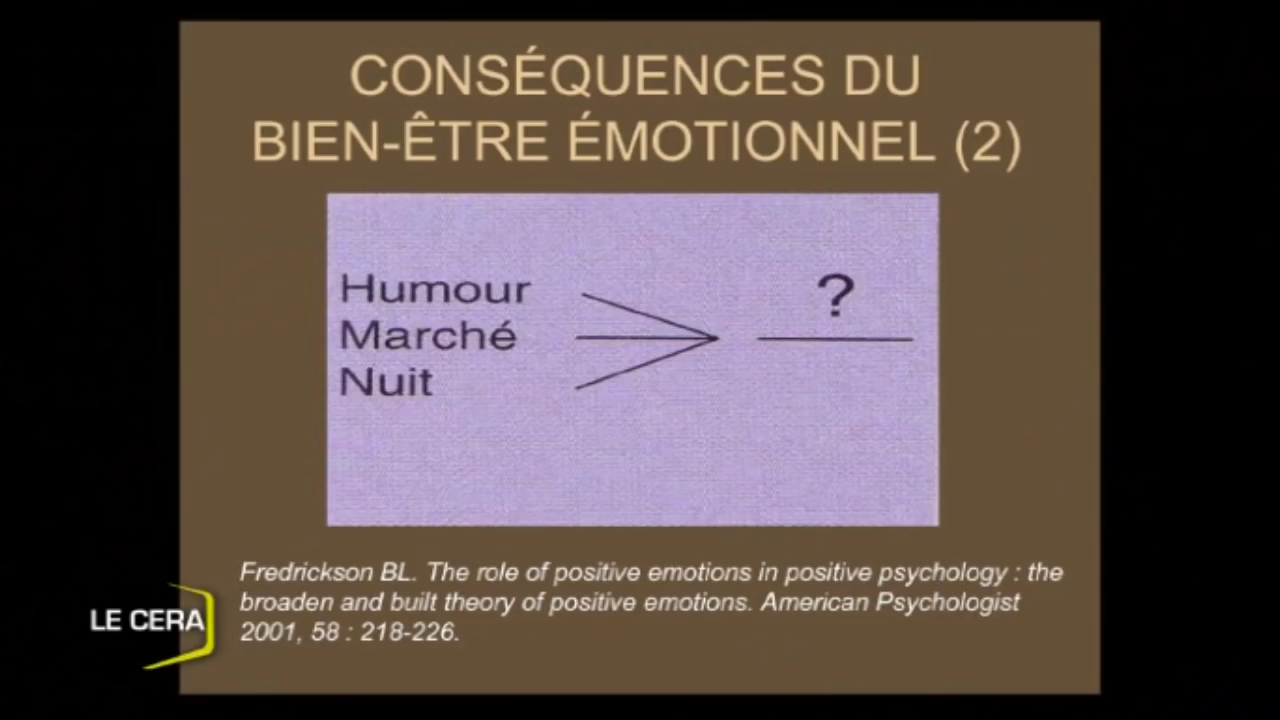 CONSÉQUENCES DU
BIEN-ÊTRE ÉMOTIONNEL (2)
Humour
Marché
Nuit
?
Fredrickson BL. The role of positive emotions in positive psychology : the
broaden and built theory of positive emotions. American Psychologist
2001, 58 : 218-226.
LE CERA